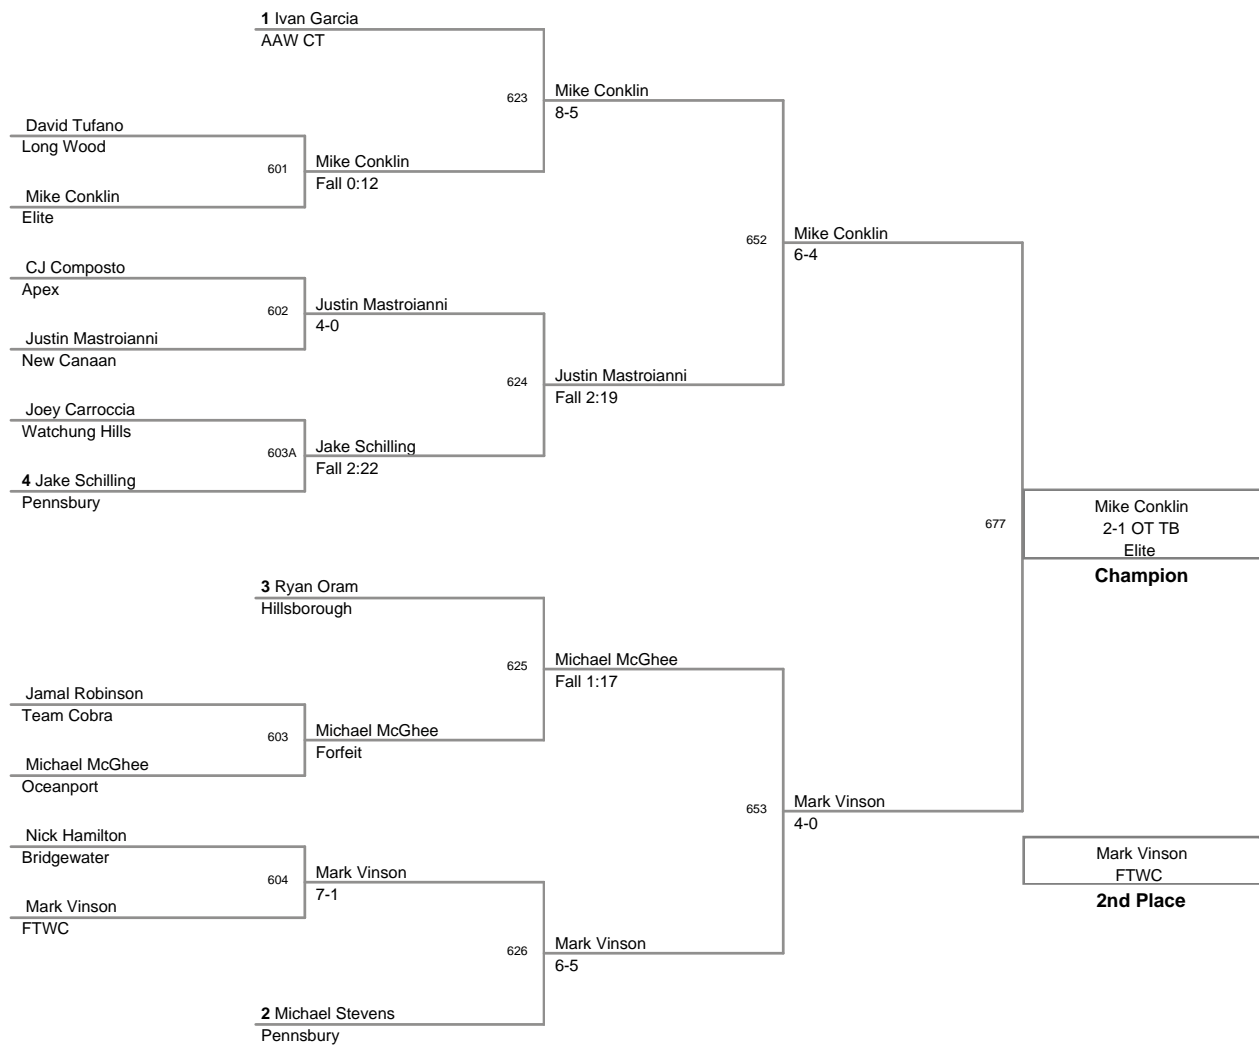 1 Ivan Garcia
AAW CT
623
Mike Conklin
8-5
David Tufano
Long Wood
601
Mike Conklin
Fall 0:12
Mike Conklin
Elite
652
Mike Conklin
6-4
CJ Composto
Apex
602
Justin Mastroianni
4-0
Justin Mastroianni
New Canaan
624
Justin Mastroianni
Fall 2:19
Joey Carroccia
Watchung Hills
603A
Jake Schilling
Fall 2:22
4 Jake Schilling
Pennsbury
677
Mike Conklin
2-1 OT TB
Elite
Champion
3 Ryan Oram
Hillsborough
625
Michael McGhee
Fall 1:17
Jamal Robinson
Team Cobra
603
Michael McGhee
Forfeit
Michael McGhee
Oceanport
653
Mark Vinson
4-0
Nick Hamilton
Bridgewater
604
Mark Vinson
7-1
Mark Vinson
FTWC
Mark Vinson
FTWC
2nd Place
626
Mark Vinson
6-5
2 Michael Stevens
Pennsbury